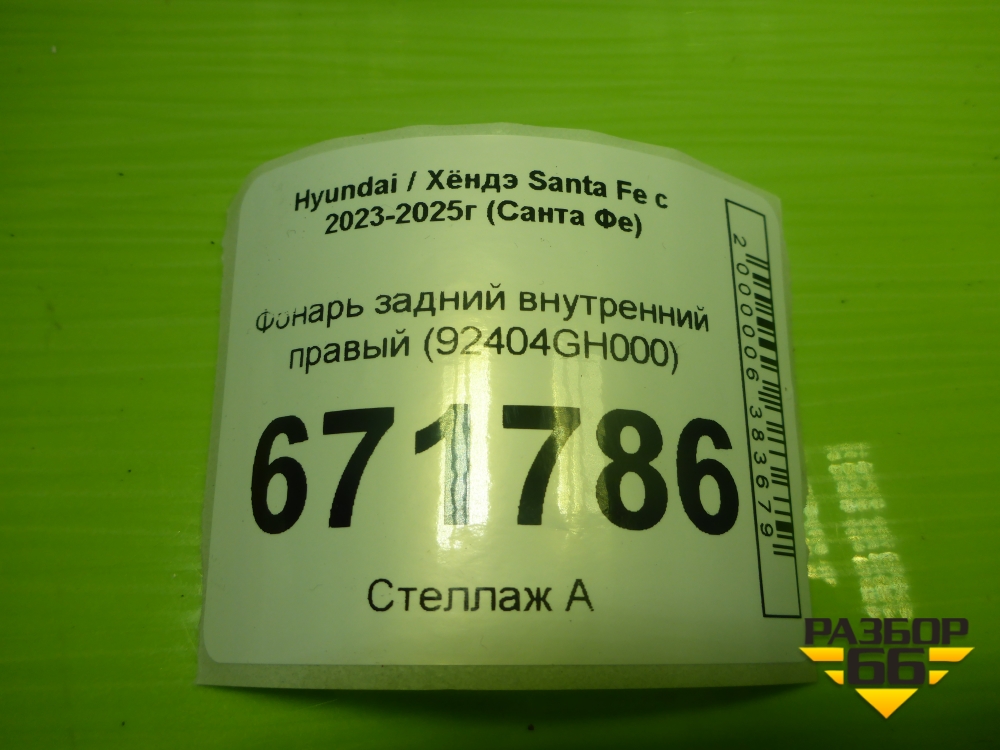 Hyundai / Хёндэ Santa Fe с
2023-2025г (Санта Фе)
Фонарь задний внутренний
правый (92404GH000)
671786
Стеллаж А
2000006383679
РАЗБОР
66